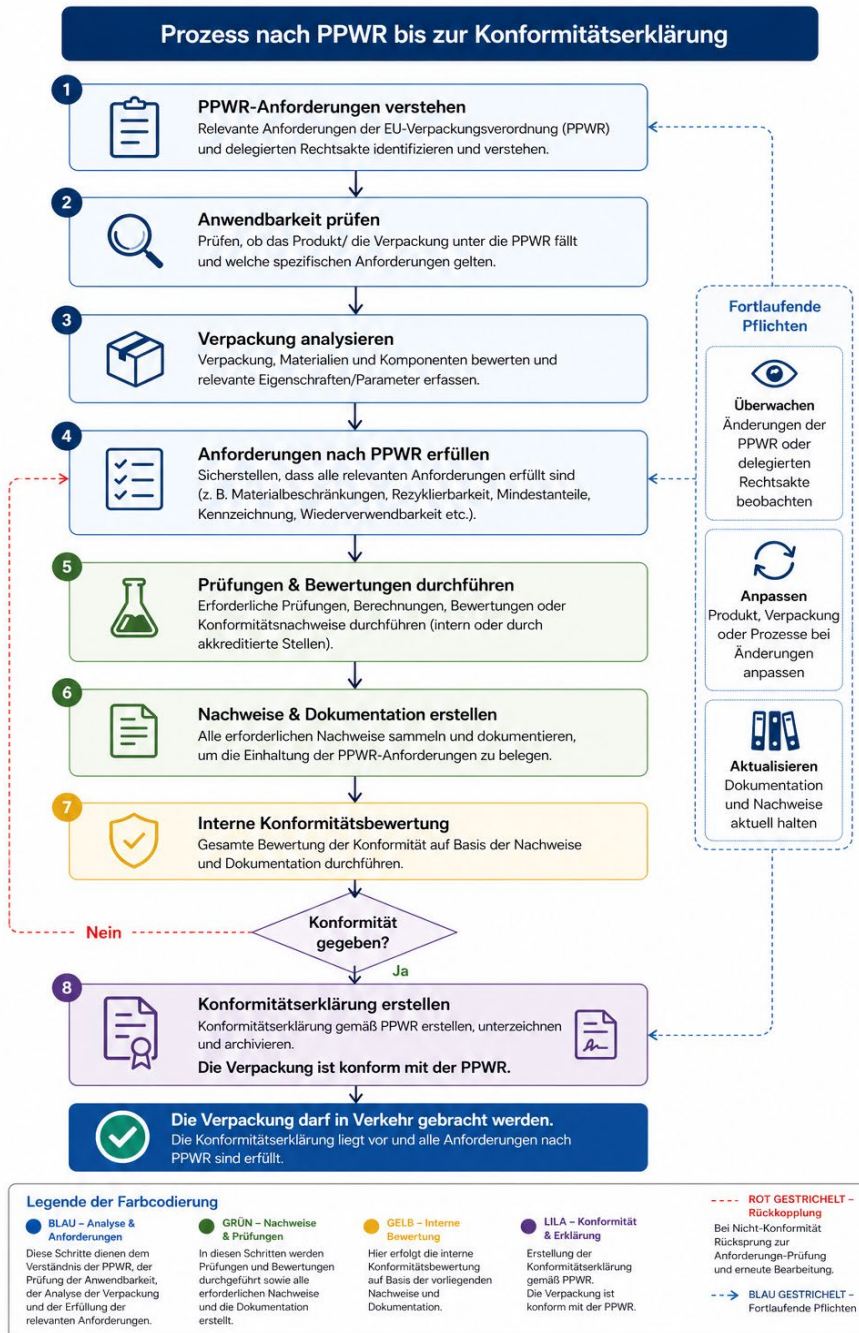 Prozess nach PPWR bis zur Konformitätserklärung
1
PPWR-Anforderungen verstehen
Relevante Anforderungen der EU-Verpackungsverordnung (PPWR)
und delegierten Rechtsakte identifizieren und verstehen.
2
Anwendbarkeit prüfen
Prüfen, ob das Produkt/ die Verpackung unter die PPWR fällt
und welche spezifischen Anforderungen gelten.
3
Verpackung analysieren
Verpackung, Materialien und Komponenten bewerten und
relevante Eigenschaften/Parameter erfassen.
4
Anforderungen nach PPWR erfüllen
Sicherstellen, dass alle relevanten Anforderungen erfüllt sind
(z. B. Materialbeschränkungen, Rezyklierbarkeit, Mindestanteile,
Kennzeichnung, Wiederverwendbarkeit etc.).
5
Prüfungen & Bewertungen durchführen
Erforderliche Prüfungen, Berechnungen, Bewertungen oder
Konformitätsnachweise durchführen (intern oder durch
akkreditierte Stellen).
6
Nachweise & Dokumentation erstellen
Alle erforderlichen Nachweise sammeln und dokumentieren,
um die Einhaltung der PPWR-Anforderungen zu belegen.
7
Interne Konformitätsbewertung
Gesamte Bewertung der Konformität auf Basis der Nachweise
und Dokumentation durchführen.
Konformität
gegeben?
Nein
Ja
8
Konformitätserklärung erstellen
Konformitätserklärung gemäß PPWR erstellen, unterzeichnen
und archivieren.
Die Verpackung ist konform mit der PPWR.
Die Verpackung darf in Verkehr gebracht werden.
Die Konformitätserklärung liegt vor und alle Anforderungen nach
PPWR sind erfüllt.
Fortlaufende
Pflichten
Überwachen
Änderungen der
PPWR oder
delegierten
Rechtsakte
beobachten
Anpassen
Produkt, Verpackung
oder Prozesse bei
Änderungen
anpassen
Aktualisieren
Dokumentation
und Nachweise
aktuell halten
Legende der Farbcodierung
BLAU – Analyse &
Anforderungen
Diese Schritte dienen dem
Verständnis der PPWR, der
Prüfung der Anwendbarkeit,
der Analyse der Verpackung
und der Erfüllung der
relevanten Anforderungen.
GRÜN – Nachweise
& Prüfungen
In diesen Schritten werden
Prüfungen und Bewertungen
durchgeführt sowie alle
erforderlichen Nachweise
und die Dokumentation
erstellt.
GELB – Interne
Bewertung
Hier erfolgt die interne
Konformitätsbewertung
auf Basis der vorliegenden
Nachweise und
Dokumentation.
LILA – Konformität
& Erklärung
Erstellung der
Konformitätserklärung
gemäß PPWR.
Die Verpackung ist
konform mit der PPWR.
ROT GESTRICHELT –
Rückkopplung
Bei Nicht-Konformität
Rücksprung zur
Anforderungn-Prüfung
und erneute Bearbeitung.
BLAU GESTRICHELT –
Fortlaufende Pflichten